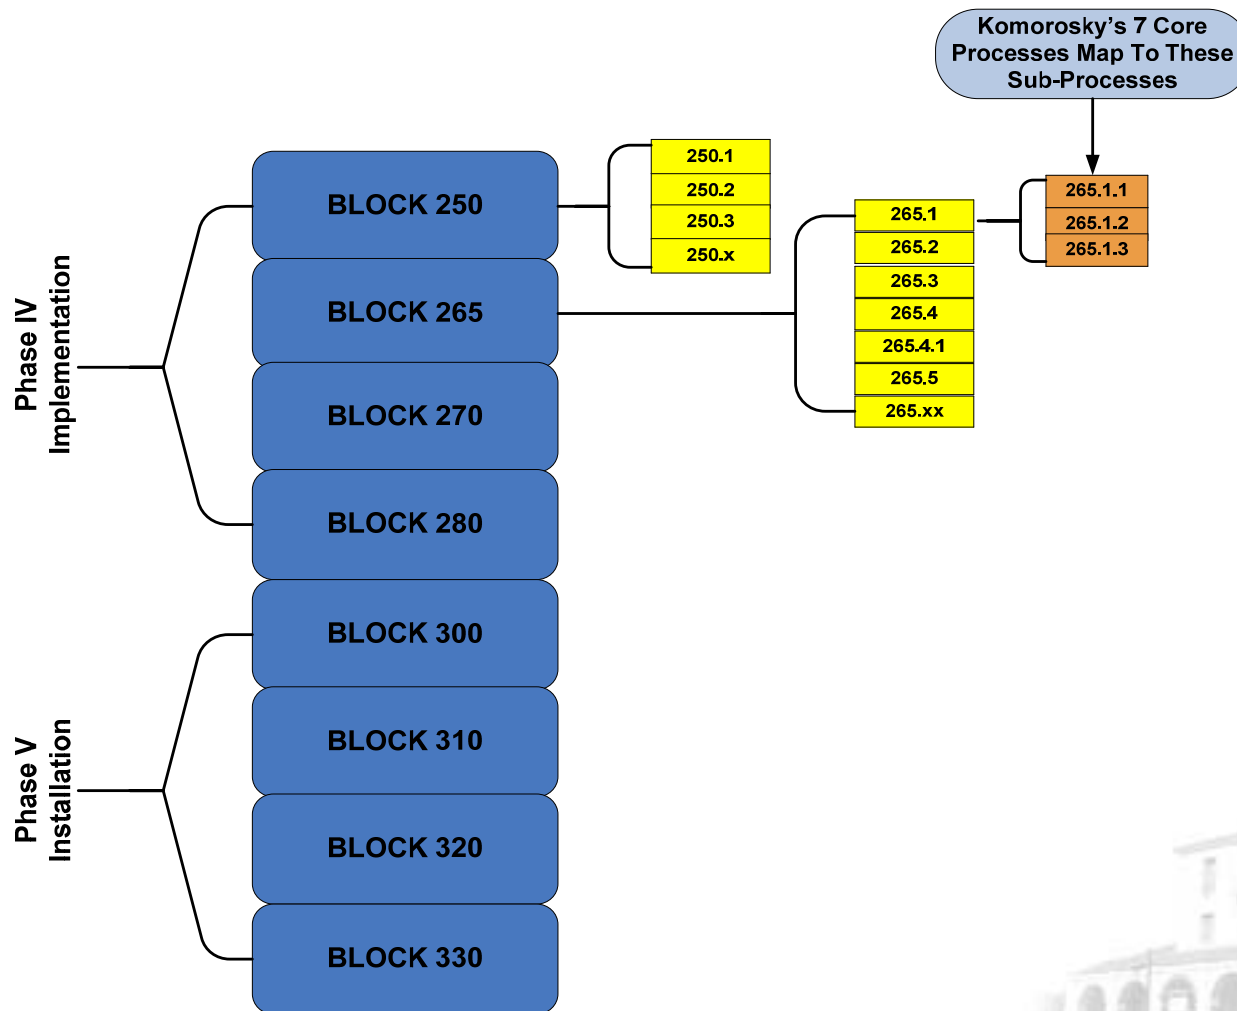 Komorosky's 7 Core
Processes Map To These
Sub-Processes
Phase IV
Implementation
BLOCK 250
BLOCK 265
BLOCK 270
BLOCK 280
250.1
250.2
250.3
250.x
265.1
265.2
265.3
265.4
265.4.1
265.5
265.xx
265.1.1
265.1.2
265.1.3
Phase V
Installation
BLOCK 300
BLOCK 310
BLOCK 320
BLOCK 330